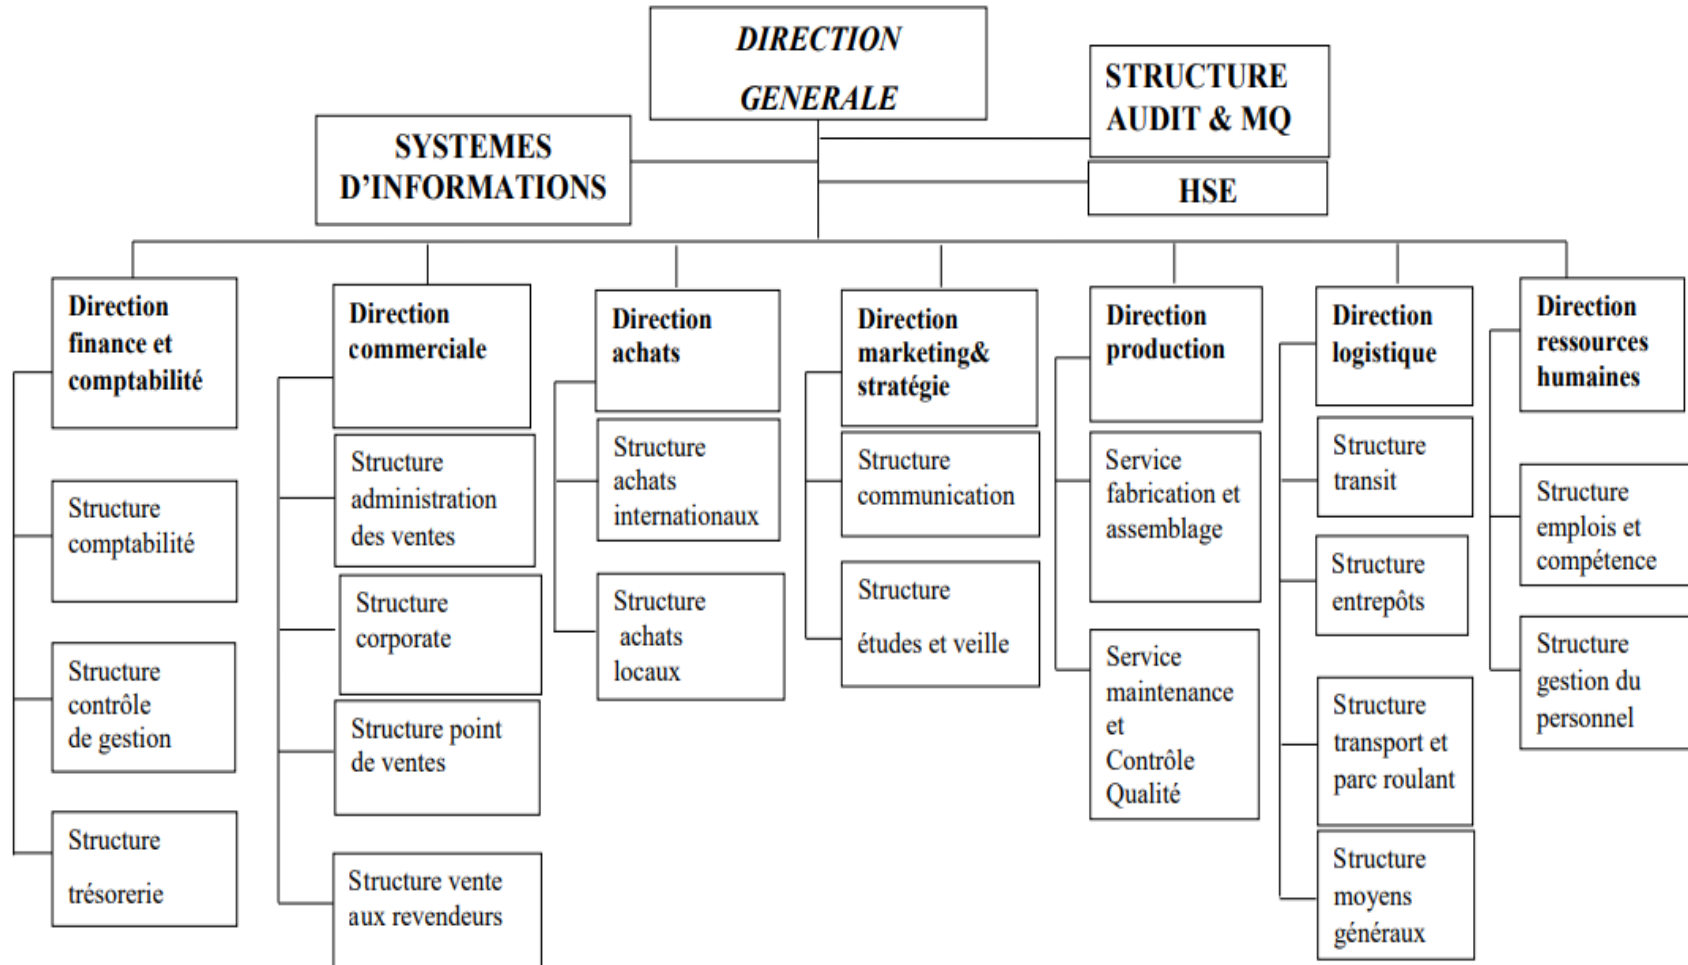 DIRECTION
GENERALE
STRUCTURE
AUDIT & MQ
SYSTEMES
D’INFORMATIONS
HSE
Direction
finance et
comptabilité
Structure
comptabilité
Structure
contrôle
de gestion
Structure
trésorerie
Direction
commerciale
Structure
administration
des ventes
Structure
corporate
Structure point
de ventes
Structure vente
aux revendeurs
Direction
achats
Structure
achats
internationaux
Structure
achats
locaux
Direction
marketing&
stratégie
Structure
communication
Structure
études et veille
Direction
production
Service
fabrication et
assemblage
Service
maintenance
et
Contrôle
Qualité
Direction
logistique
Structure
transit
Structure
entrepôts
Structure
transport et
parc roulant
Structure
moyens
généraux
Direction
ressources
humaines
Structure
emplois et
compétence
Structure
gestion du
personnel